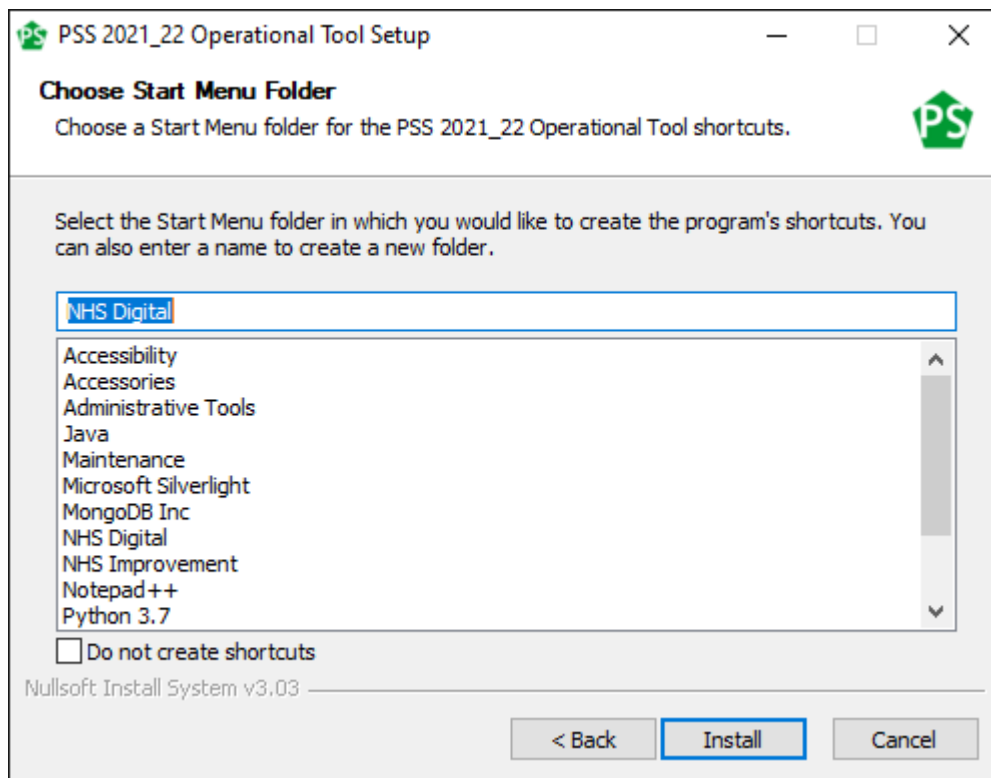 PS PSS 2021_22 Operational Tool Setup
Choose Start Menu Folder
Choose a Start Menu folder for the PSS 2021_22 Operational Tool shortcuts.
PS
Select the Start Menu folder in which you would like to create the program's shortcuts. You
can also enter a name to create a new folder.
NHS Digital
Accessibility
Accessories
Administrative Tools
Java
Maintenance
Microsoft Silverlight
MongoDB Inc
NHS Digital
NHS Improvement
Notepad++
Python 3.7
Do not create shortcuts
Nullsoft Install System v3.03
< Back Install Cancel